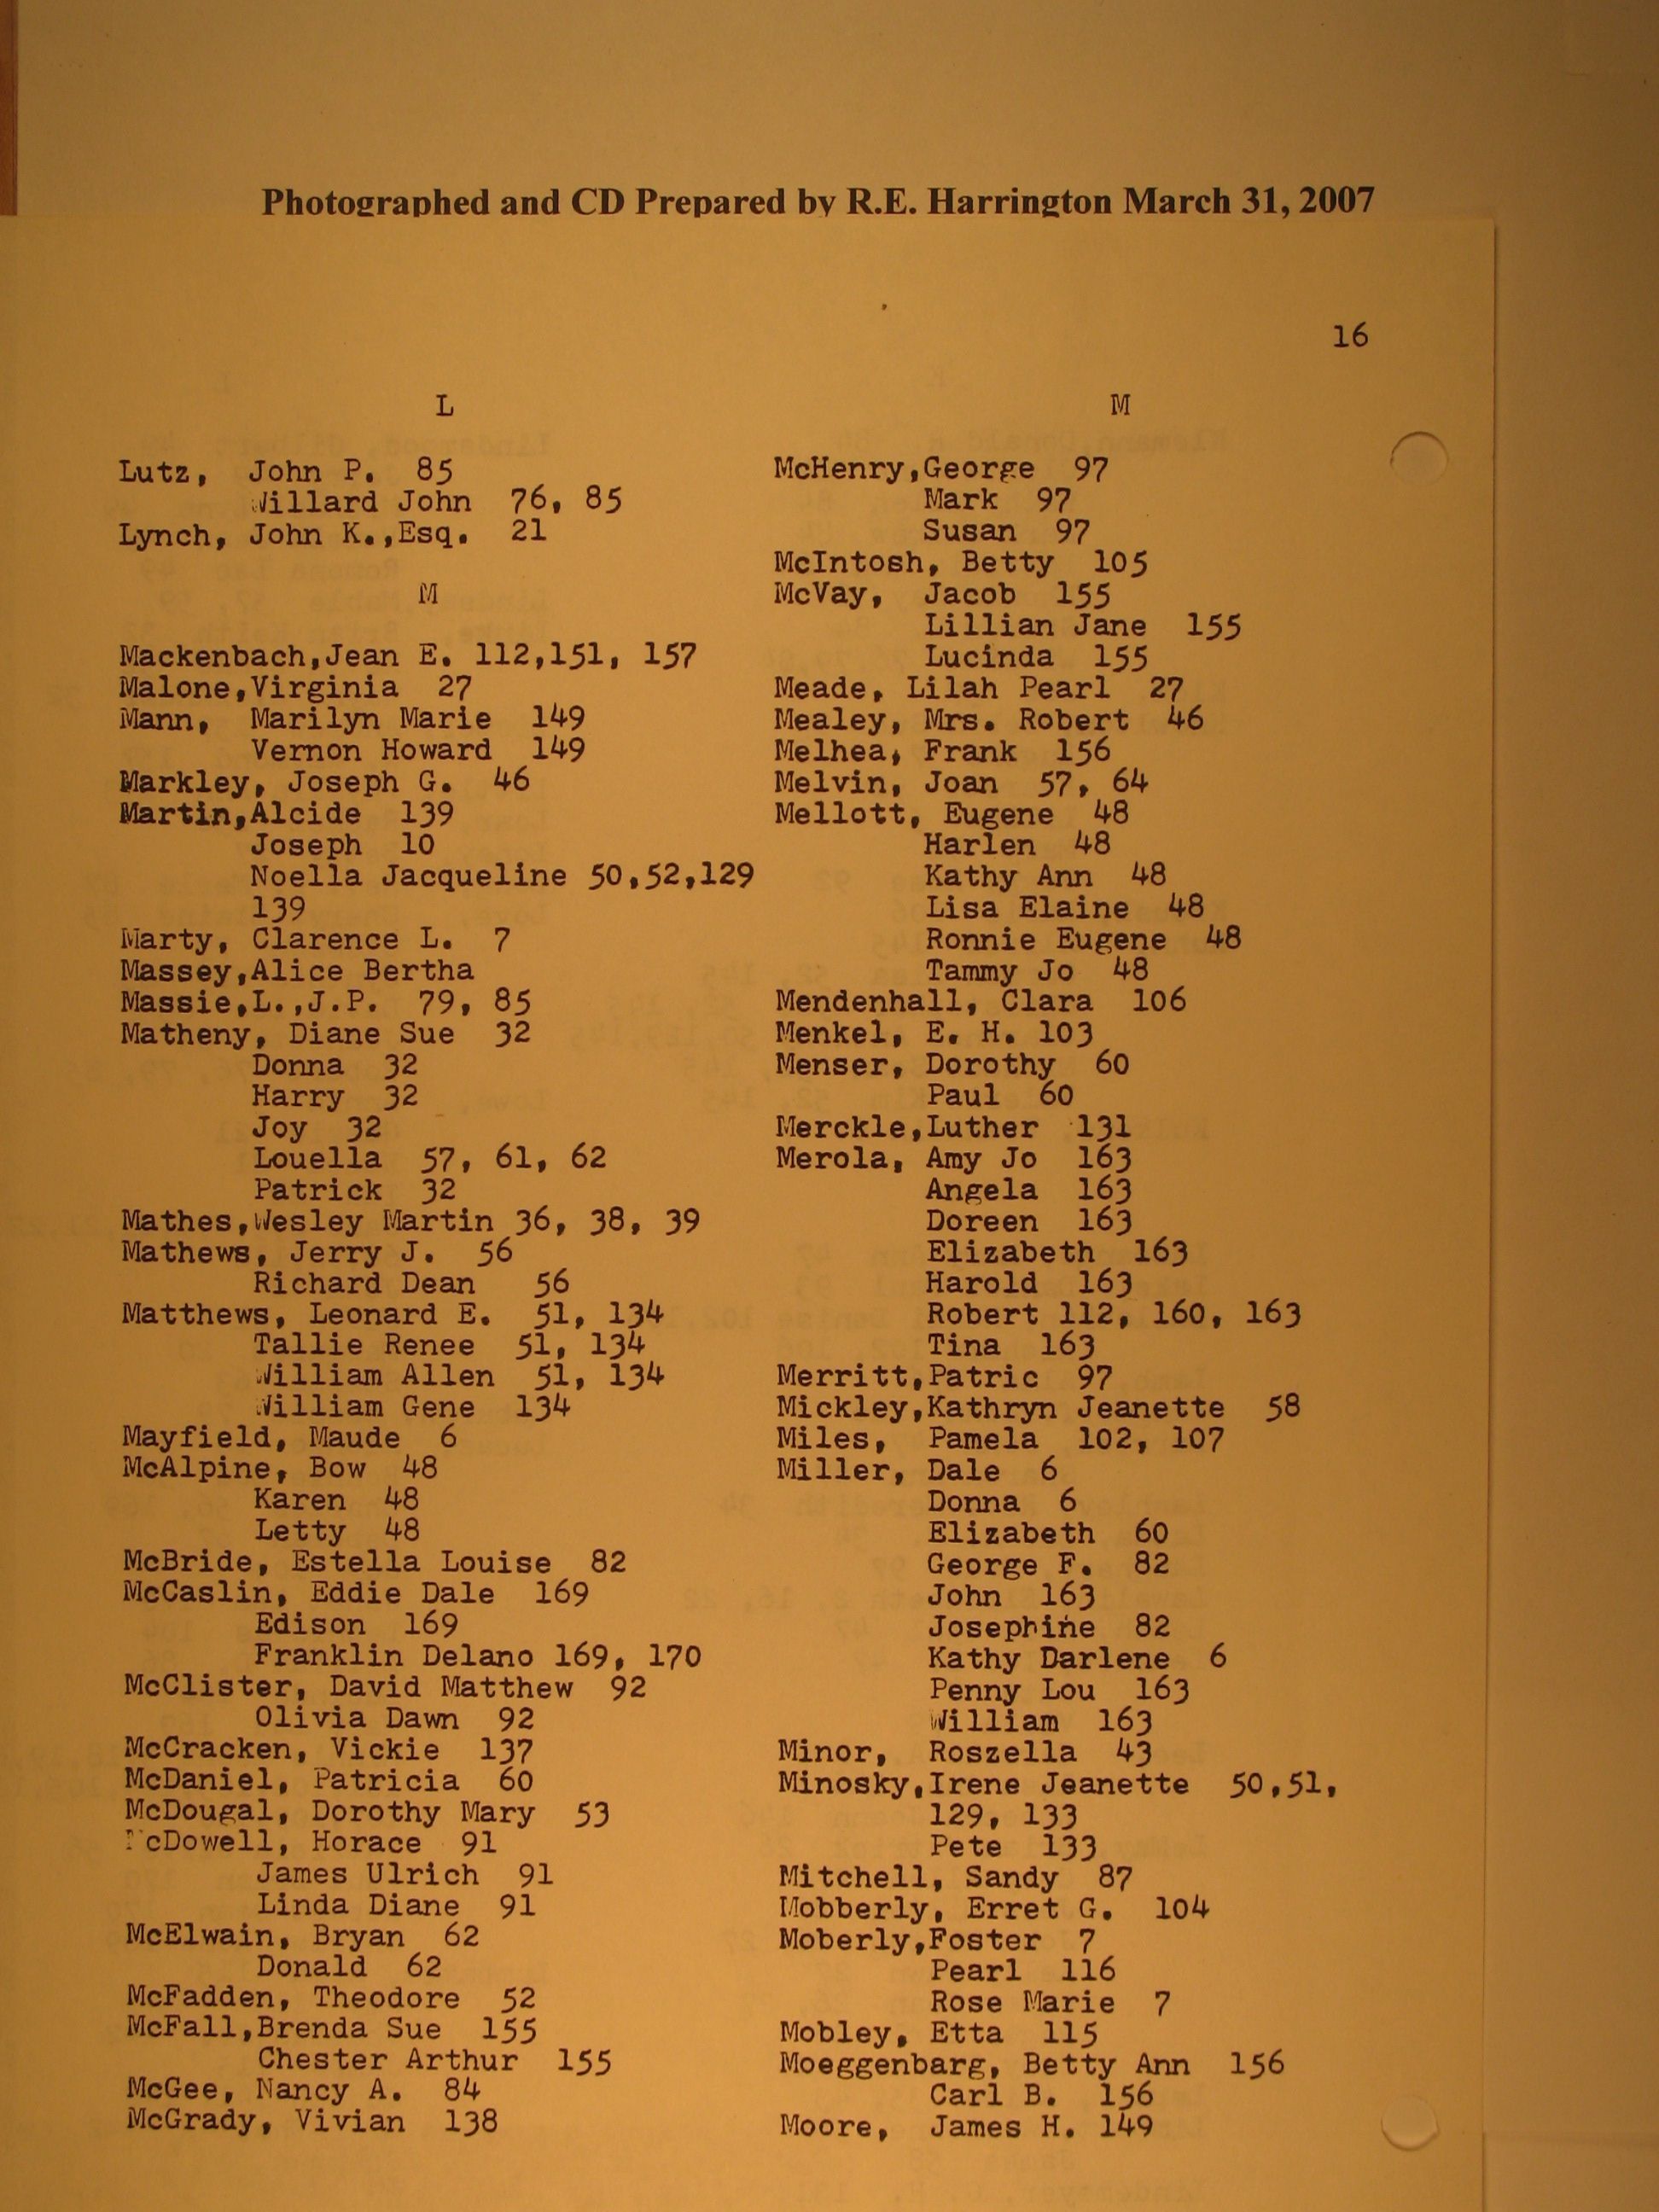 Photographed and CD Prepared by R.E. Harrington March 31, 2007
16
L
Lutz, John P. 85
Willard John 76, 85
Lynch, John K.,Esq. 21
M
Mackenbach,Jean E. 112,151, 157
Malone,Virginia 27
Mann, Marilyn Marie 149
Vernon Howard 149
Markley, Joseph G. 46
Martin,Alcide 139
Joseph 10
Noella Jacqueline 50,52,129
139
Marty, Clarence L. 7
Massey,Alice Bertha
Massie,L.,J.P. 79, 85
Matheny, Diane Sue 32
Donna 32
Harry 32
Joy 32
Louella 57, 61, 62
Patrick 32
Mathes,Wesley Martin 36, 38, 39
Mathews, Jerry J. 56
Richard Dean 56
Matthews, Leonard E. 51, 134
Tallie Renee 51, 134
William Allen 51, 134
William Gene 134
Mayfield, Maude 6
McAlpine, Bow 48
Karen 48
Letty 48
McBride, Estella Louise 82
McCaslin, Eddie Dale 169
Edison 169
Franklin Delano 169, 170
McClister, David Matthew 92
Olivia Dawn 92
McCracken, Vickie 137
McDaniel, Patricia 60
McDougal, Dorothy Mary 53
McDowell, Horace 91
James Ulrich 91
Linda Diane 91
McElwain, Bryan 62
Donald 62
McFadden, Theodore 52
McFall,Brenda Sue 155
Chester Arthur 155
McGee, Nancy A. 84
McGrady, Vivian 138
M
McHenry,George 97
Mark 97
Susan 97
McIntosh, Betty 105
McVay, Jacob 155
Lillian Jane 155
Lucinda 155
Meade, Lilah Pearl 27
Mealey, Mrs. Robert 46
Melhea, Frank 156
Melvin, Joan 57, 64
Mellott, Eugene 48
Harlen 48
Kathy Ann 48
Lisa Elaine 48
Ronnie Eugene 48
Tammy Jo 48
Mendenhall, Clara 106
Menkel, E. H. 103
Menser, Dorothy 60
Paul 60
Merckle,Luther 131
Merola, Amy Jo 163
Angela 163
Doreen 163
Elizabeth 163
Harold 163
Robert 112, 160, 163
Tina 163
Merritt,Patric 97
Mickley,Kathryn Jeanette 58
Miles, Pamela 102, 107
Miller, Dale 6
Donna 6
Elizabeth 60
George F. 82
John 163
Josephine 82
Kathy Darlene 6
Penny Lou 163
William 163
Minor, Roszella 43
Minosky,Irene Jeanette 50,51,
129, 133
Pete 133
Mitchell, Sandy 87
Mobberly, Erret G. 104
Moberly,Foster 7
Pearl 116
Rose Marie 7
Mobley, Etta 115
Moeggenbarg, Betty Ann 156
Carl B. 156
Moore, James H. 149